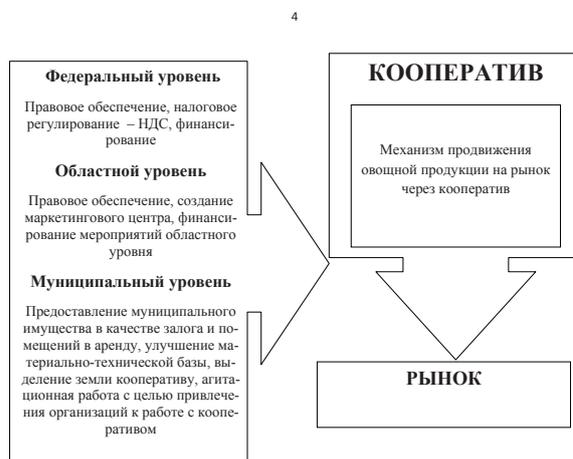 4
Федеральный уровень
Правовое обеспечение, налоговое
регулирование – НДС, финанси-
рование
Областной уровень
Правовое обеспечение, создание
маркетингового центра, финанси-
рование мероприятий областного
уровня
Муниципальный уровень
Предоставление муниципального
имущества в качестве залога и по-
мещений в аренду, улучшение ма-
териально-технической базы, вы-
деление земли кооперативу, агита-
ционная работа с целью привлече-
ния организаций к работе с коопе-
ративом
КООПЕРАТИВ
Механизм продвижения
овощной продукции на рынок
через кооператив
РЫНОК